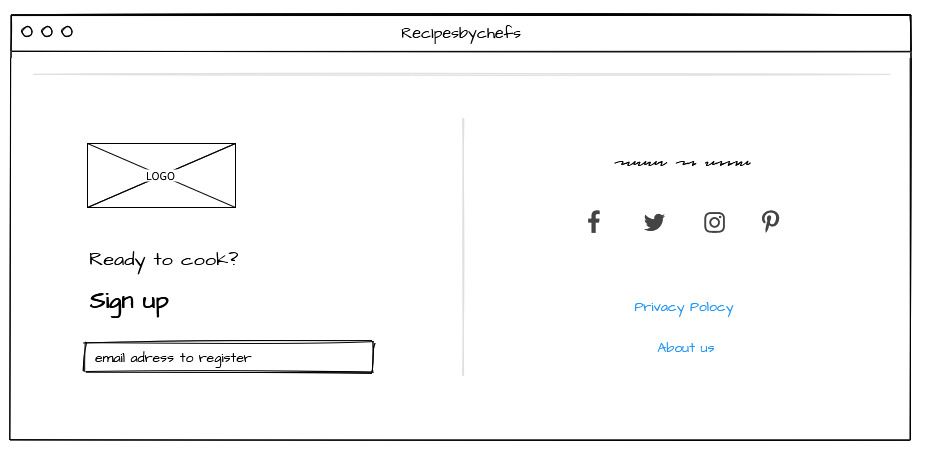 Recipesbychefs
LOGO
Ready to cook?
Sign up
email adress to register
Privacy Polocy
About us